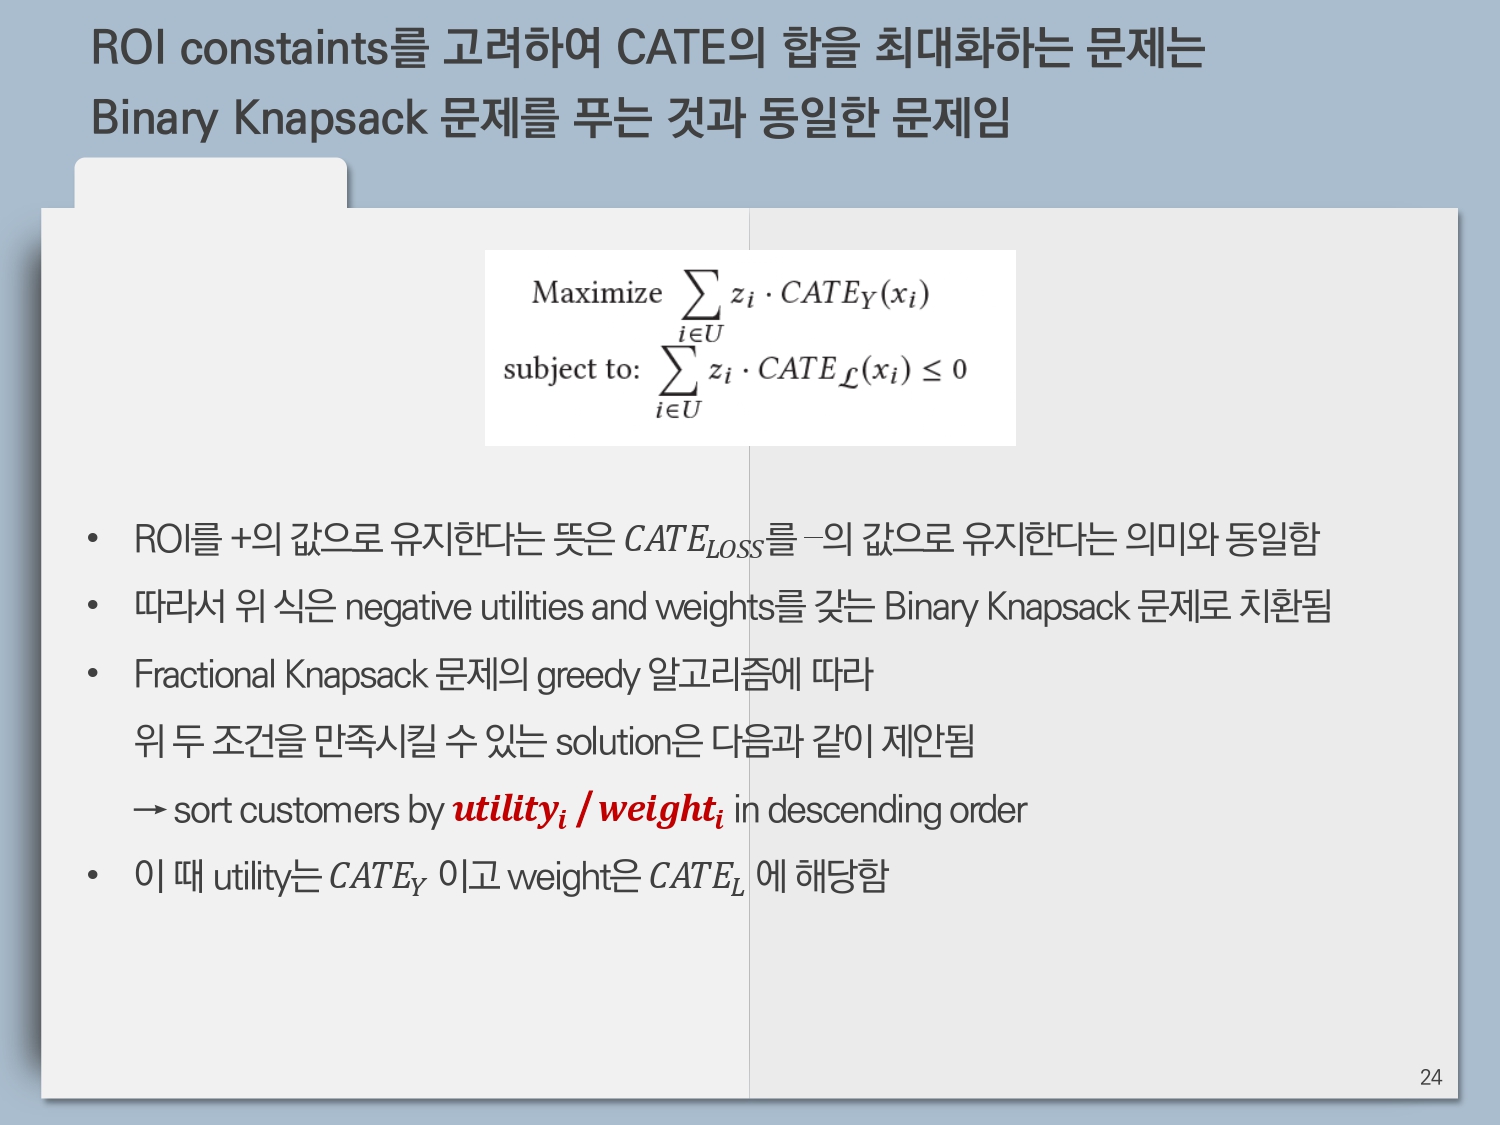 ROI constaints를 고려하여 CATE의 합을 최대화하는 문제는
Binary Knapsack 문제를 푸는 것과 동일한 문제임
Maximize ∑_{i∈U} z_i · CATE_Y(x_i)
subject to: ∑_{i∈U} z_i · CATE_ℒ(x_i) ≤ 0
• ROI를 +의 값으로 유지한다는 뜻은 CATE_{LOSS}를 –의 값으로 유지한다는 의미와 동일함
• 따라서 위 식은 negative utilities and weights를 갖는 Binary Knapsack 문제로 치환됨
• Fractional Knapsack 문제의 greedy 알고리즘에 따라
위 두 조건을 만족시킬 수 있는 solution은 다음과 같이 제안됨
→ sort customers by utility_i / weight_i in descending order
• 이 때 utility는 CATE_Y 이고 weight은 CATE_L 에 해당함
24